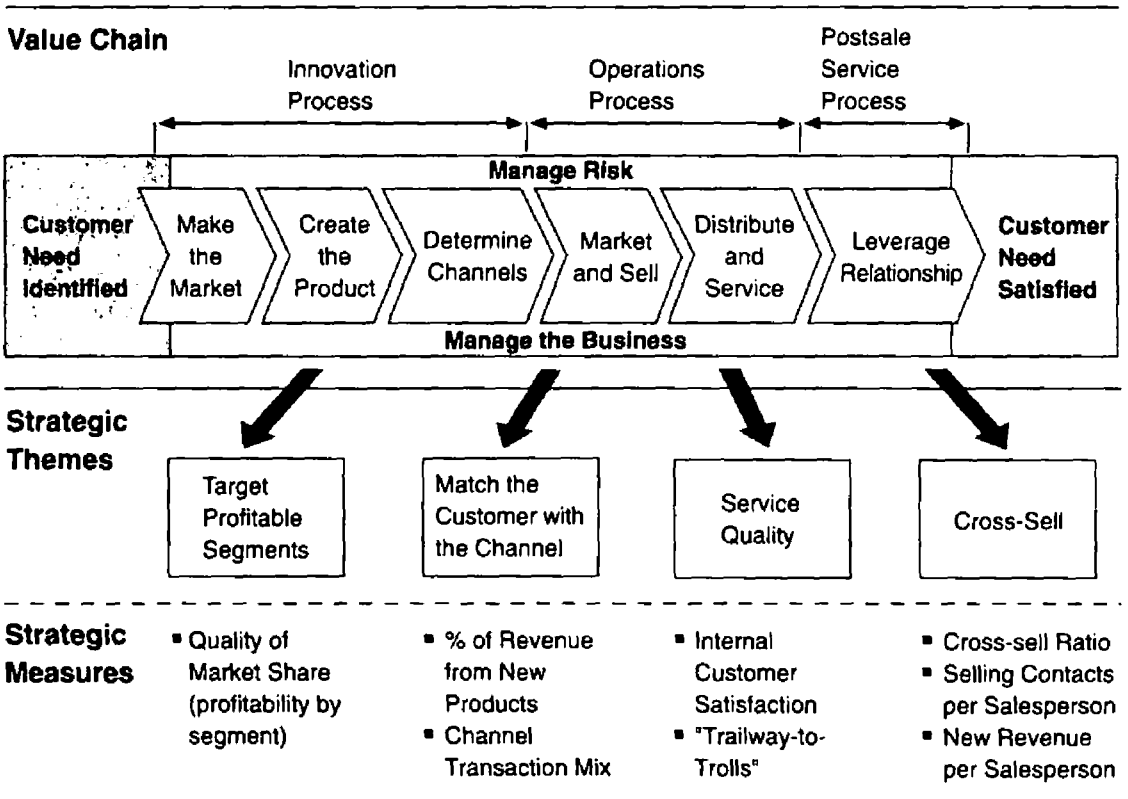 Value Chain
Innovation
Process
Operations
Process
Postsale
Service
Process
Manage Risk
Customer
Need
Identified
Make
the
Market
Create
the
Product
Determine
Channels
Market
and Sell
Distribute
and
Service
Leverage
Relationship
Customer
Need
Satisfied
Manage the Business
Strategic
Themes
Target
Profitable
Segments
Match the
Customer with
the Channel
Service
Quality
Cross-Sell
Strategic
Measures
▪ Quality of
Market Share
(profitability by
segment)
▪ % of Revenue
from New
Products
▪ Channel
Transaction Mix
▪ Internal
Customer
Satisfaction
▪ "Trailway-to-
Trolls"
▪ Cross-sell Ratio
▪ Selling Contacts
per Salesperson
▪ New Revenue
per Salesperson